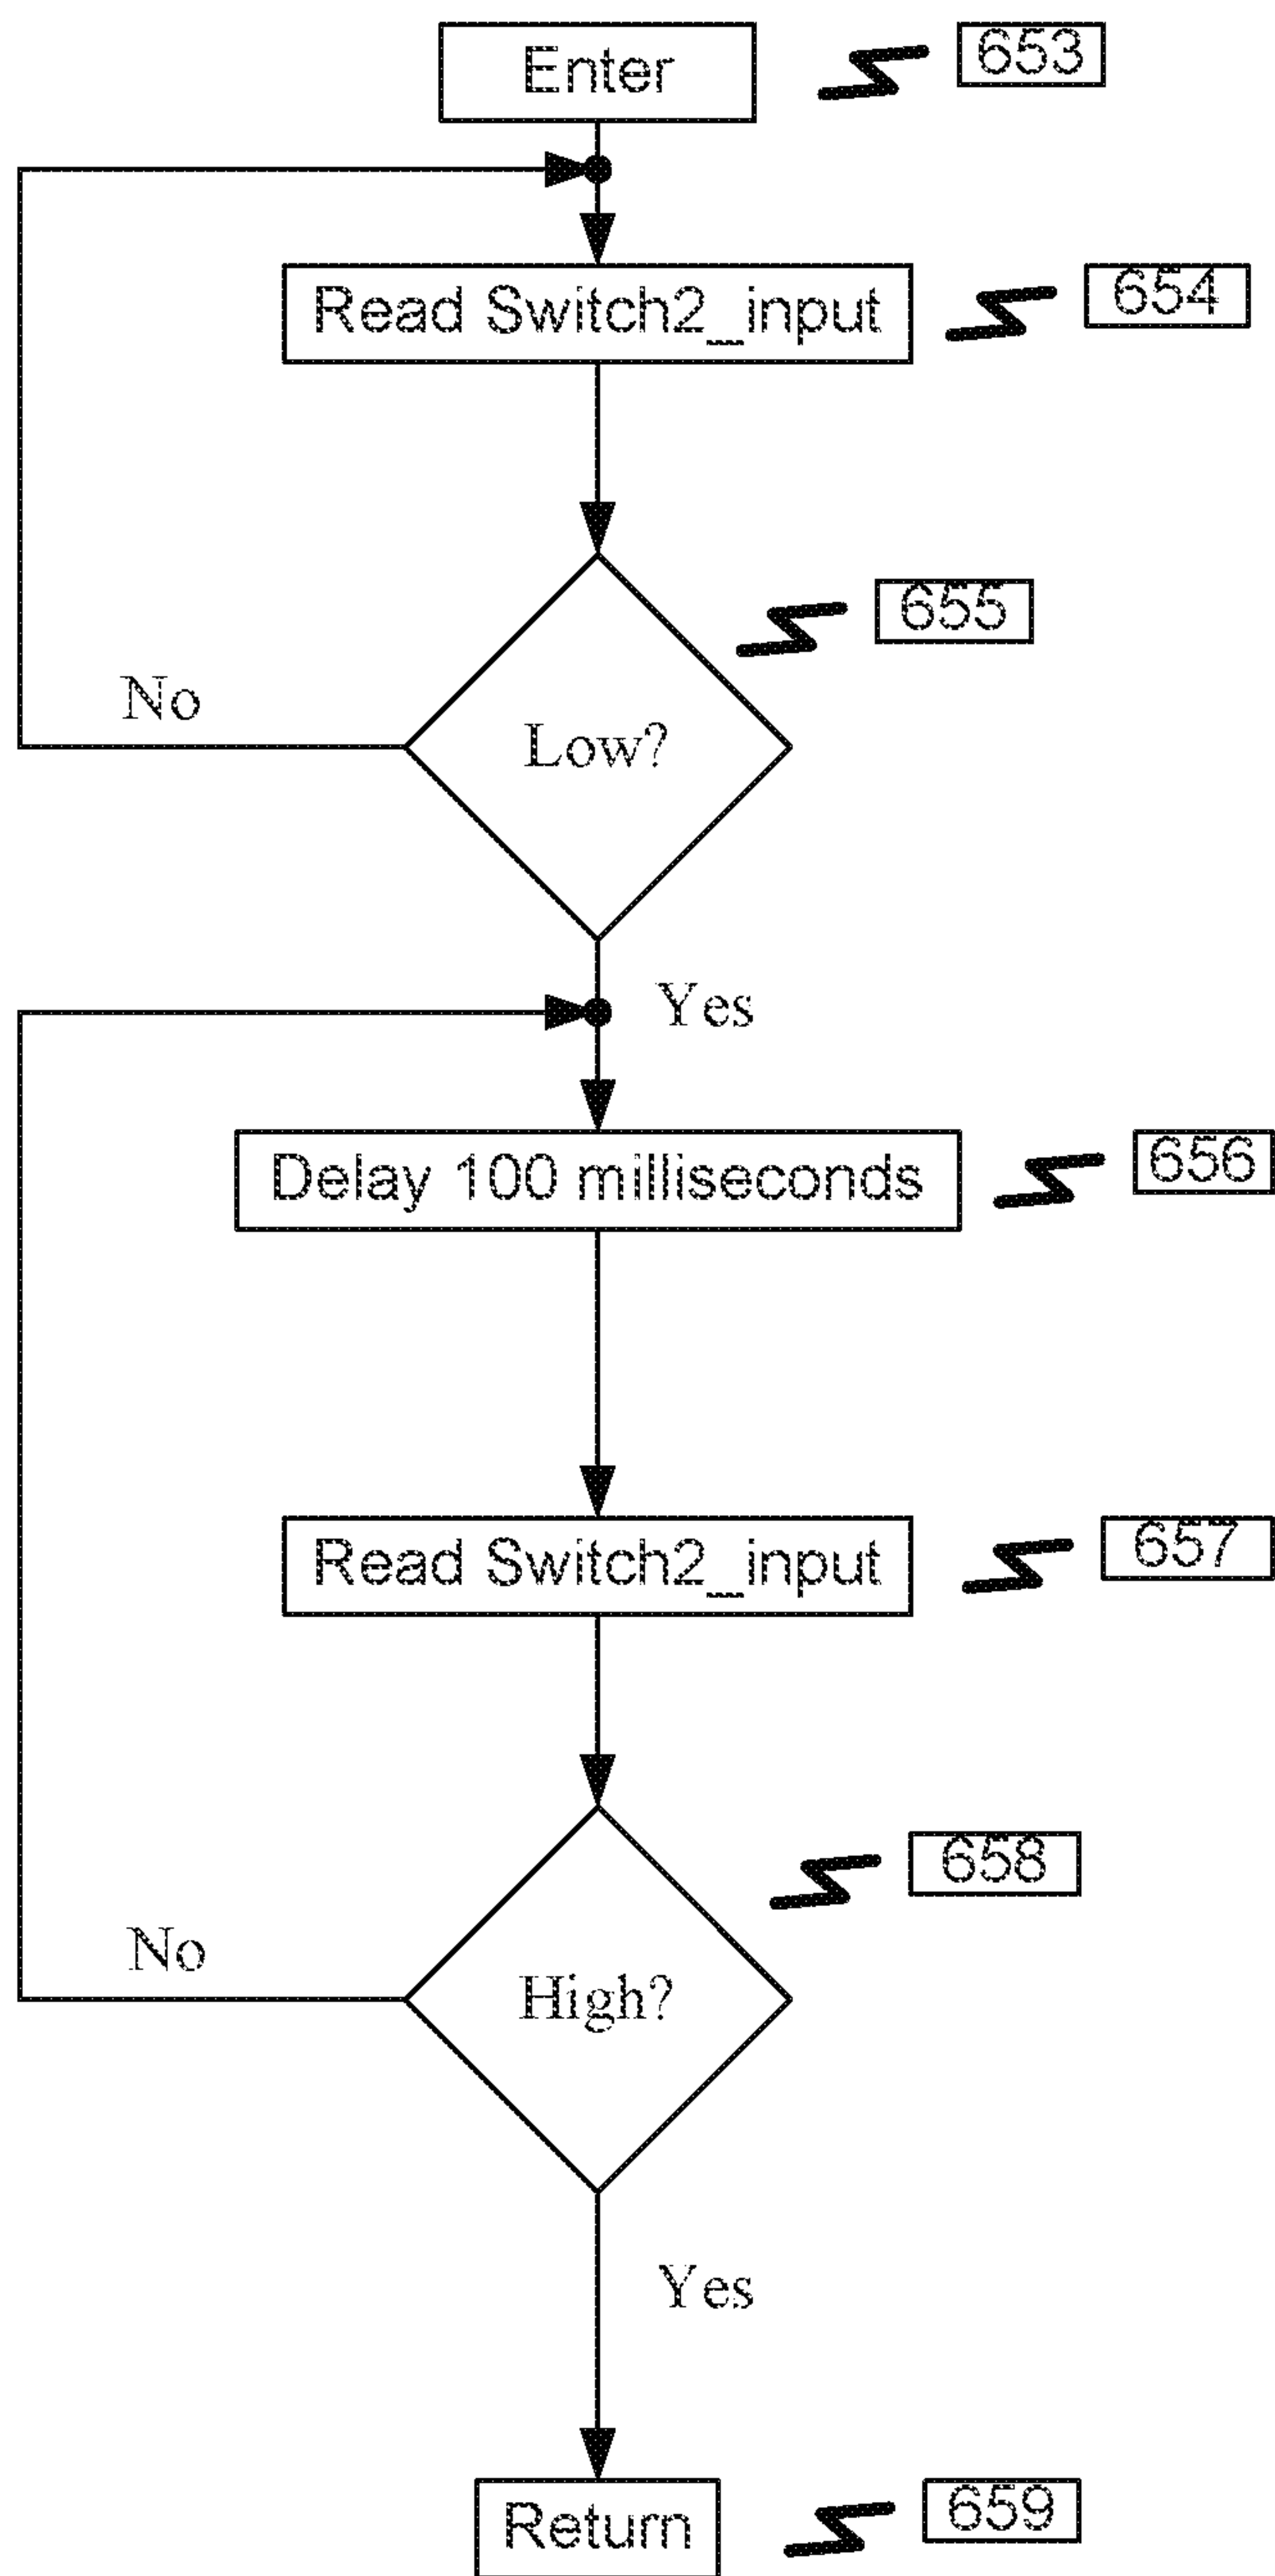 Enter
653
Read Switch2_input
654
655
Low?
No
Yes
Delay 100 milliseconds
656
Read Switch2_input
657
658
High?
No
Yes
Return
659